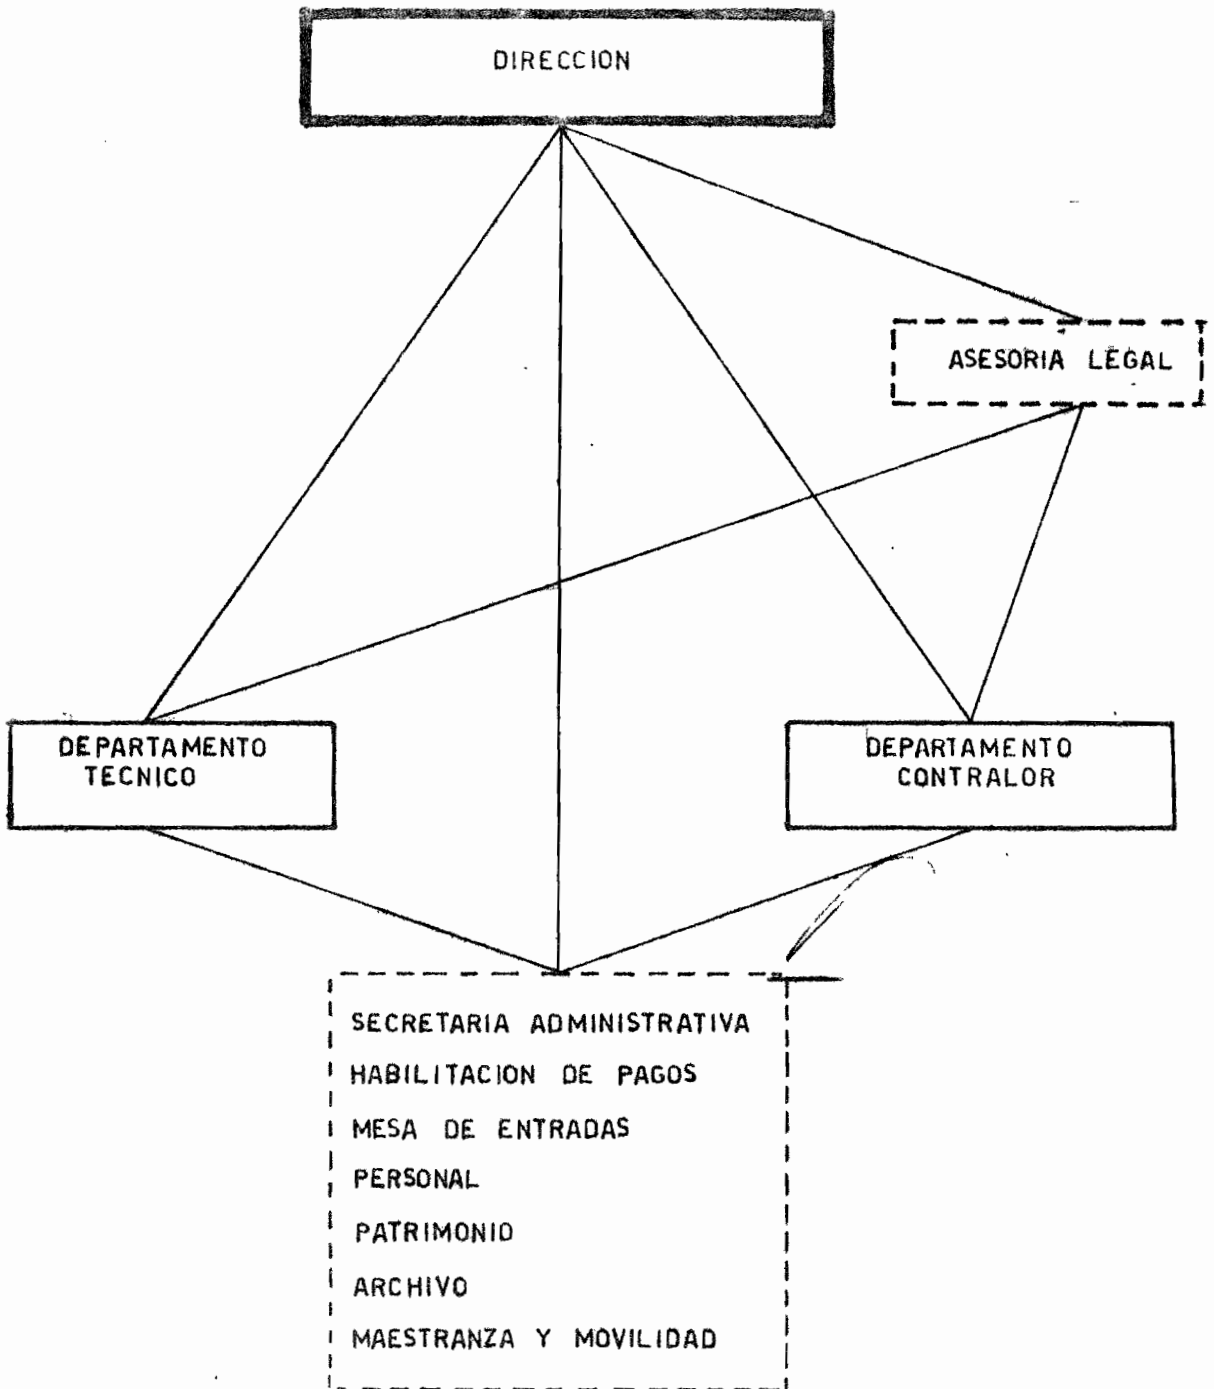 DIRECCION
ASESORIA LEGAL
DEPARTAMENTO
TECNICO
DEPARTAMENTO
CONTRALOR
SECRETARIA ADMINISTRATIVA
HABILITACION DE PAGOS
MESA DE ENTRADAS
PERSONAL
PATRIMONIO
ARCHIVO
MAESTRANZA Y MOVILIDAD